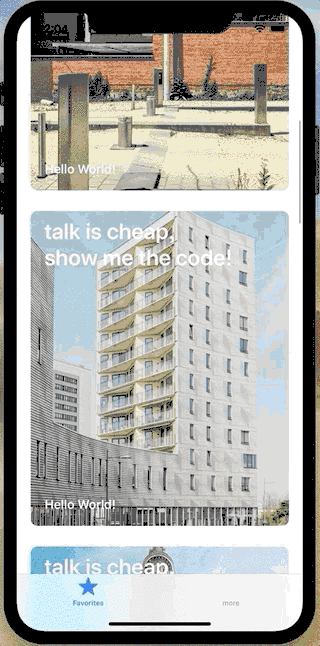 2:04
Hello World!
talk is cheap,
show me the code!
Hello World!
talk is cheap,
Favorites
more